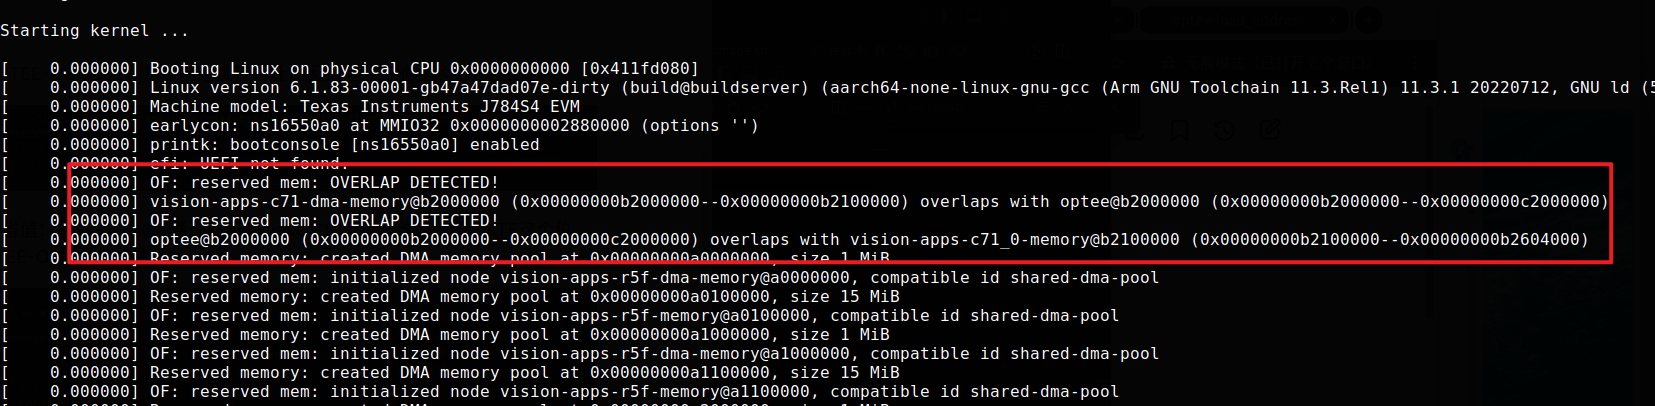 Starting kernel ...
[    0.000000] Booting Linux on physical CPU 0x0000000000 [0x411fd080]
[    0.000000] Linux version 6.1.83-00001-gb47a47dad07e-dirty (build@buildserver) (aarch64-none-linux-gnu-gcc (Arm GNU Toolchain 11.3.Rel1) 11.3.1 20220712, GNU ld (5
[    0.000000] Machine model: Texas Instruments J784S4 EVM
[    0.000000] earlycon: ns16550a0 at MMIO32 0x0000000002880000 (options '')
[    0.000000] printk: bootconsole [ns16550a0] enabled
[    0.000000] efi: UEFI not found.
[    0.000000] OF: reserved mem: OVERLAP DETECTED!
[    0.000000] vision-apps-c71-dma-memory@b2000000 (0x00000000b2000000--0x00000000b2100000) overlaps with optee@b2000000 (0x00000000b2000000--0x00000000c2000000)
[    0.000000] OF: reserved mem: OVERLAP DETECTED!
[    0.000000] optee@b2000000 (0x00000000b2000000--0x00000000c2000000) overlaps with vision-apps-c71_0-memory@b2100000 (0x00000000b2100000--0x00000000b2604000)
[    0.000000] Reserved memory: created DMA memory pool at 0x00000000a0000000, size 1 MiB
[    0.000000] OF: reserved mem: initialized node vision-apps-r5f-dma-memory@a0000000, compatible id shared-dma-pool
[    0.000000] Reserved memory: created DMA memory pool at 0x00000000a0100000, size 15 MiB
[    0.000000] OF: reserved mem: initialized node vision-apps-r5f-memory@a0100000, compatible id shared-dma-pool
[    0.000000] Reserved memory: created DMA memory pool at 0x00000000a1000000, size 1 MiB
[    0.000000] OF: reserved mem: initialized node vision-apps-r5f-dma-memory@a1000000, compatible id shared-dma-pool
[    0.000000] Reserved memory: created DMA memory pool at 0x00000000a1100000, size 15 MiB
[    0.000000] OF: reserved mem: initialized node vision-apps-r5f-memory@a1100000, compatible id shared-dma-pool